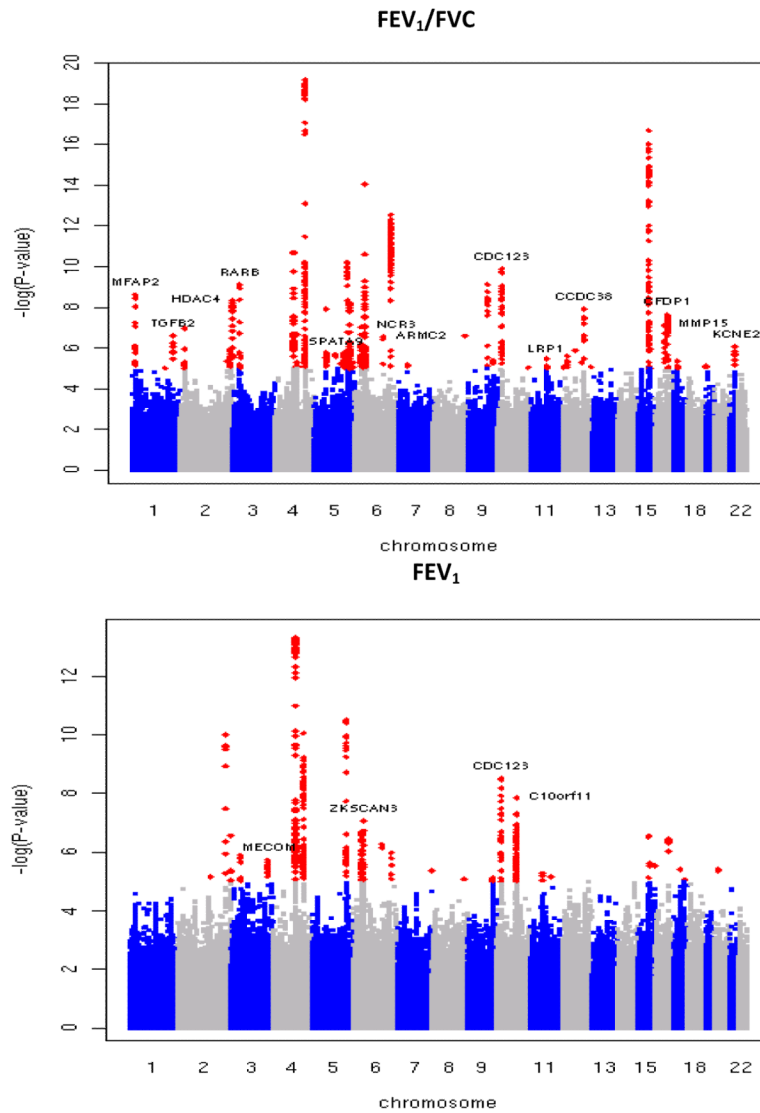 FEV₁/FVC
20
18
16
14
12
10
8
6
4
2
0
-log(P-value)
MFAP2
TGFB2
HDAC4
RARB
SPATA9
NCR3
ARMC2
CDC123
LRP1
CCDC38
CFDP1
MMP15
KCNE2
1 2 3 4 5 6 7 8 9 11 13 15 18 22
chromosome
FEV₁
12
10
8
6
4
2
0
-log(P-value)
MECOM
ZKSCAN3
CDC123
C10orf11
1 2 3 4 5 6 7 8 9 11 13 15 18 22
chromosome